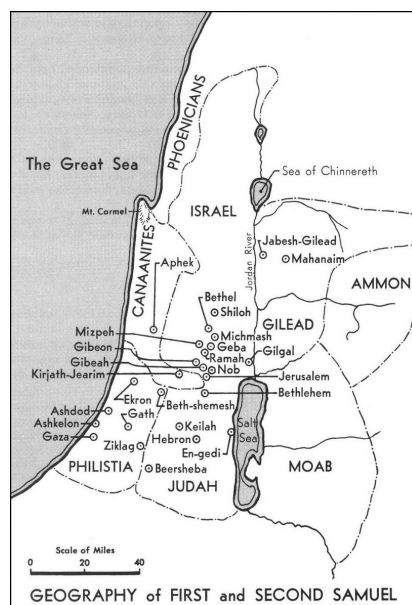 PHOENICIANS
The Great Sea
Sea of Chinnereth
ISRAEL
Mt. Carmel
CANAANITES
Aphek
Jordan River
Jabesh-Gilead
Mahanaim
AMMON
Bethel
Shiloh
GILEAD
Mizpeh
Michmash
Gibeon
Geba
Ramah
Gilgal
Gibeah
Nob
Kirjath-Jearim
Jerusalem
Ekron
Beth-shemesh
Bethlehem
Ashdod
Gath
Ashkelon
Keilah
Salt
Sea
Gaza
Hebron
Ziklag
En-gedi
PHILISTIA
Beersheba
MOAB
JUDAH
Scale of Miles
0 20 40
GEOGRAPHY of FIRST and SECOND SAMUEL